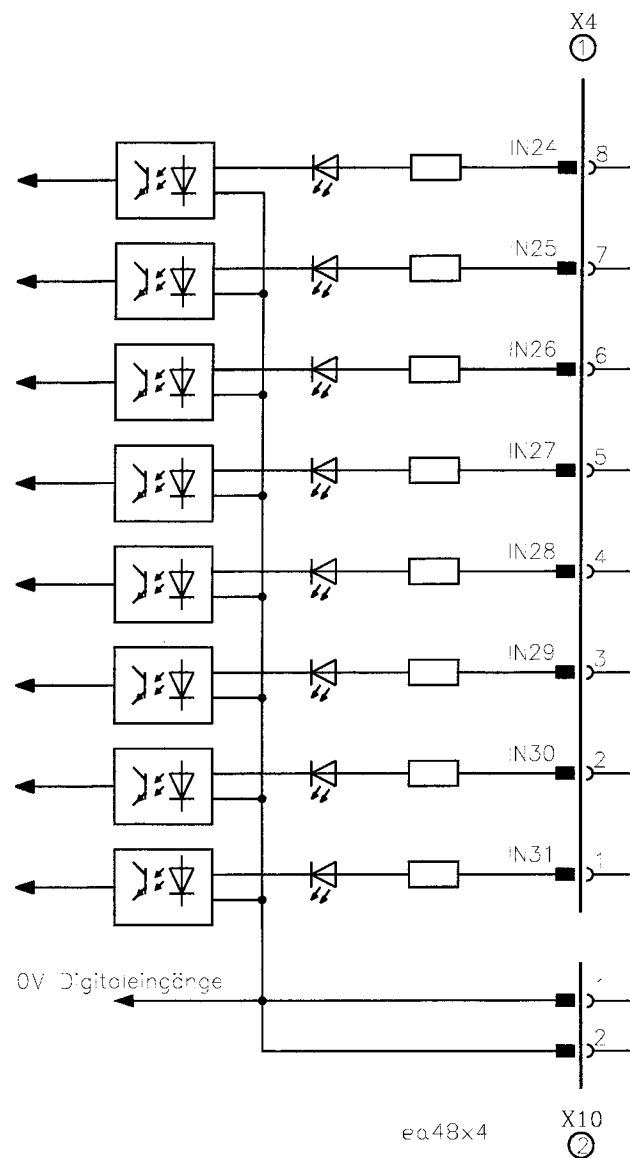 X4
1
IN24 8
IN25 7
IN26 6
IN27 5
IN28 4
IN29 3
IN30 2
IN31 1
0V Digitaleingänge
1
2
ea48x4
X10
2